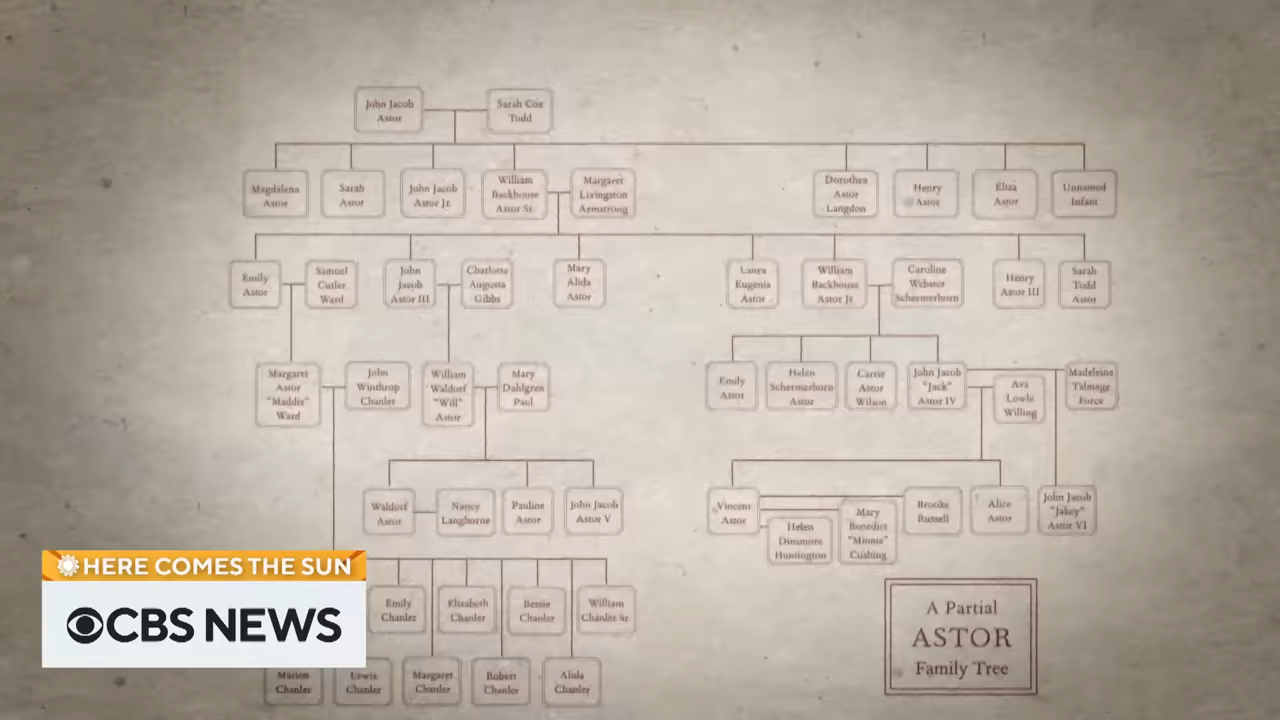 John Jacob
Astor
Sarah Cox
Todd
Magdalena
Astor
Sarah
Astor
John Jacob
Astor Jr.
William
Backhouse
Astor Sr.
Margaret
Livingston
Armstrong
Dorothea
Astor
Langdon
Henry
Astor
Eliza
Astor
Unnamed
Infant
Emily
Astor
Samuel
Cutler
Ward
John
Jacob
Astor III
Charlotte
Augusta
Gibbs
Mary
Alida
Astor
Laura
Eugenia
Astor
William
Backhouse
Astor Jr.
Caroline
Webster
Schermerhorn
Henry
Astor III
Sarah
Todd
Astor
Margaret
Astor
"Maddie"
Ward
John
Winthrop
Chanler
William
Waldorf
"Will"
Astor
Mary
Dahlgren
Paul
Emily
Astor
Helen
Schermerhorn
Astor
Carrie
Astor
Wilson
John Jacob
"Jack"
Astor IV
Ava
Lowle
Willing
Madeleine
Talmage
Force
Waldorf
Astor
Nancy
Langhorne
Pauline
Astor
John Jacob
Astor V
Vincent
Astor
Helen
Dinsmore
Huntington
Mary
Benedict
"Minnie"
Cushing
Brooke
Russell
Alice
Astor
John Jacob
"Jakey"
Astor VI
HERE COMES THE SUN
CBS NEWS
Emily
Chanler
Elizabeth
Chanler
Bessie
Chanler
William
Chanler Sr.
Marion
Chanler
Lewis
Chanler
Margaret
Chanler
Robert
Chanler
Alida
Chanler
A Partial
ASTOR
Family Tree